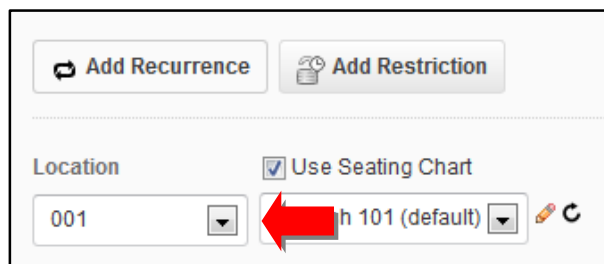 Add Recurrence Add Restriction
Location Use Seating Chart
001 101 (default)